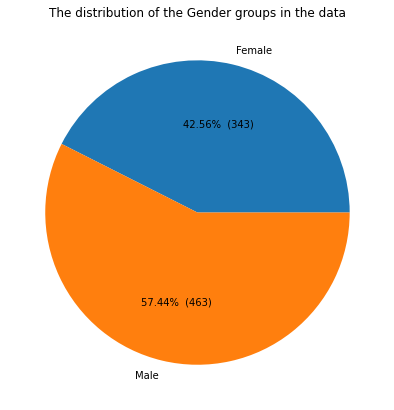 The distribution of the Gender groups in the data
Female
42.56%  (343)
57.44%  (463)
Male